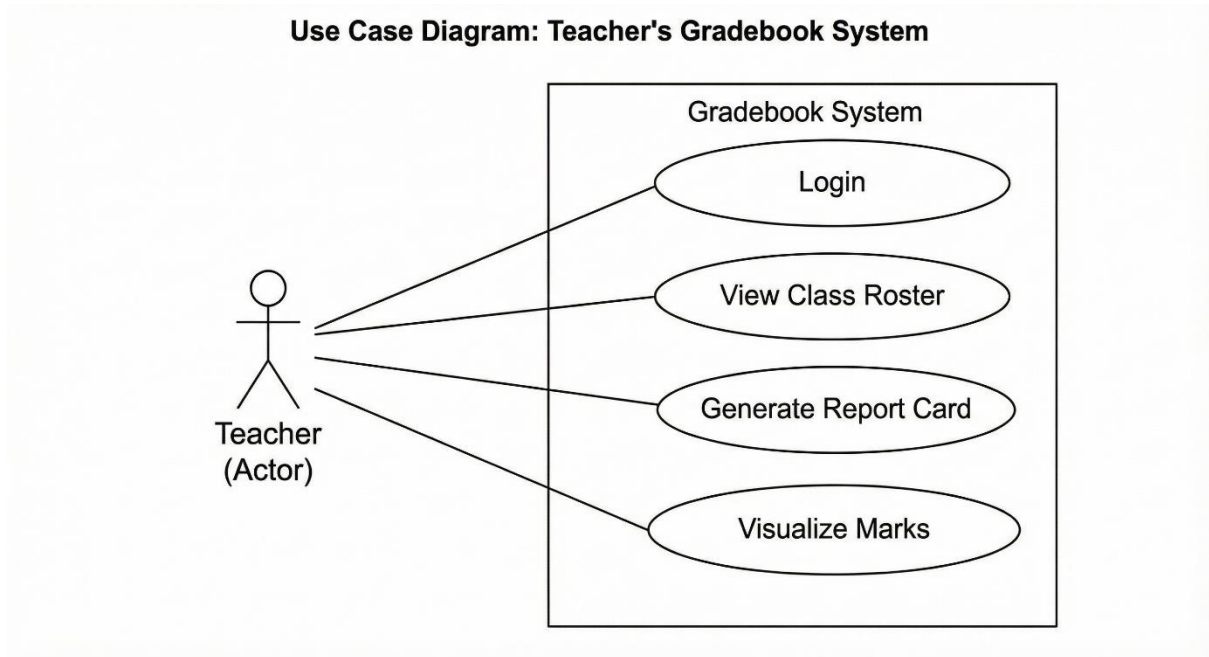 Use Case Diagram: Teacher's Gradebook System
Gradebook System
Login
View Class Roster
Generate Report Card
Visualize Marks
Teacher
(Actor)